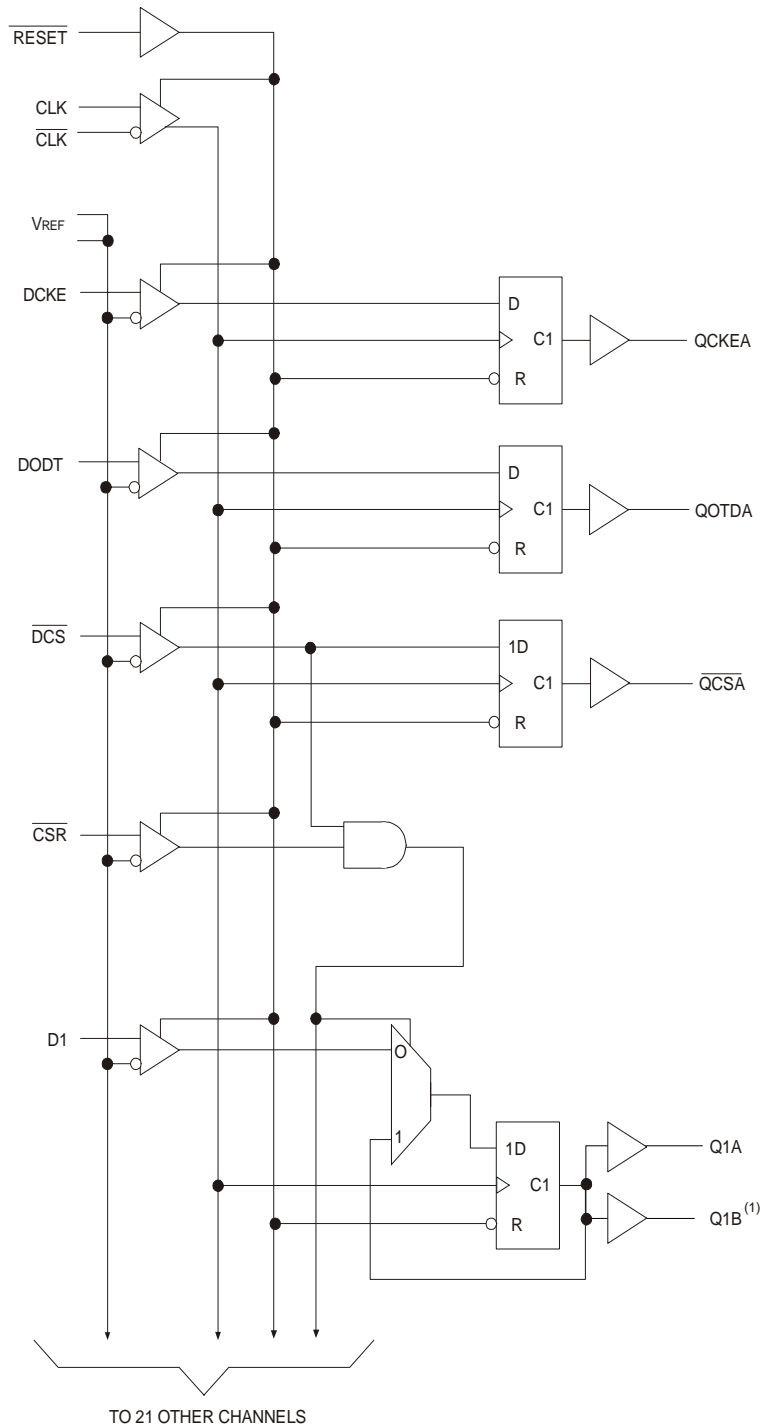 RESET
CLK
CLK
VREF
DCKE
D
C1
R
QCKEA
DODT
D
C1
R
QOTDA
DCS
1D
C1
R
QCSA
CSR
D1
O
1
1D
C1
R
Q1A
Q1B(1)
TO 21 OTHER CHANNELS